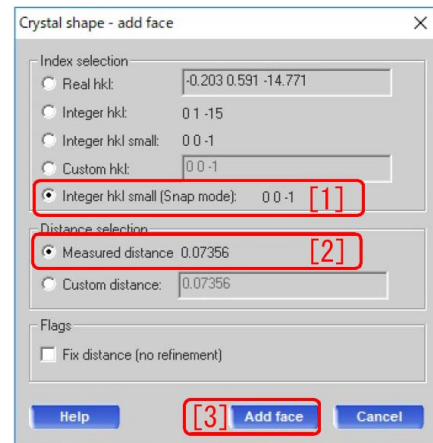 Crystal shape - add face
Index selection
Real hkl: -0.203 0.591 -14.771
Integer hkl: 0 1 -15
Integer hkl small: 0 0 -1
Custom hkl: 0 0 -1
Integer hkl small (Snap mode): 0 0 -1 [1]
Distance selection
Measured distance 0.07356 [2]
Custom distance: 0.07356
Flags
Fix distance (no refinement)
Help [3] Add face Cancel